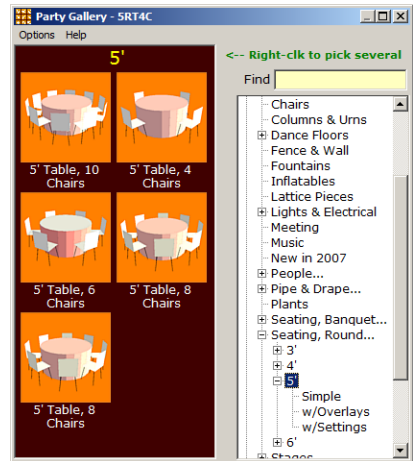 Party Gallery - 5RT4C
Options Help
5'
<-- Right-clk to pick several
Find
5' Table, 10
Chairs
5' Table, 4
Chairs
5' Table, 6
Chairs
5' Table, 8
Chairs
5' Table, 8
Chairs
Chairs
Columns & Urns
Dance Floors
Fence & Wall
Fountains
Inflatables
Lattice Pieces
Lights & Electrical
Meeting
Music
New in 2007
People...
Pipe & Drape...
Plants
Seating, Banquet...
Seating, Round...
3'
4'
5'
Simple
w/Overlays
w/Settings
6'
Stages